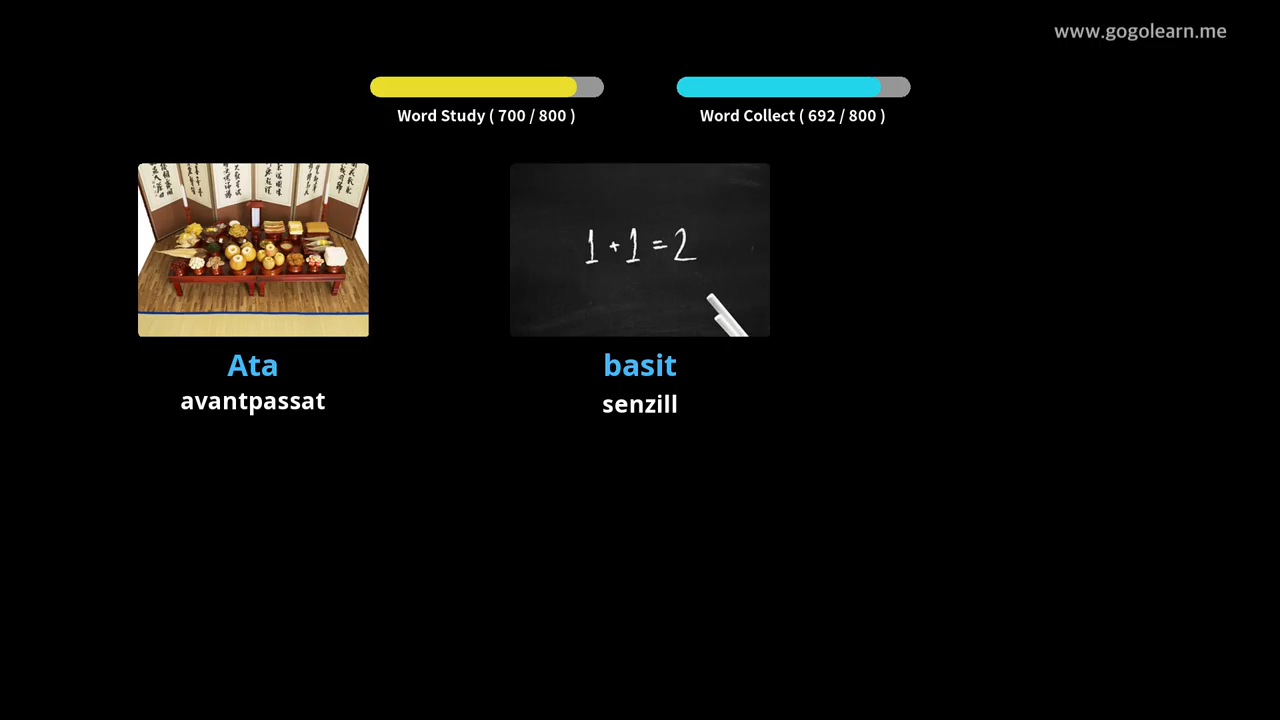 www.gogolearn.me
Word Study ( 700 / 800 )
Word Collect ( 692 / 800 )
1 + 1 = 2
Ata
basit
avantpassat
senzill